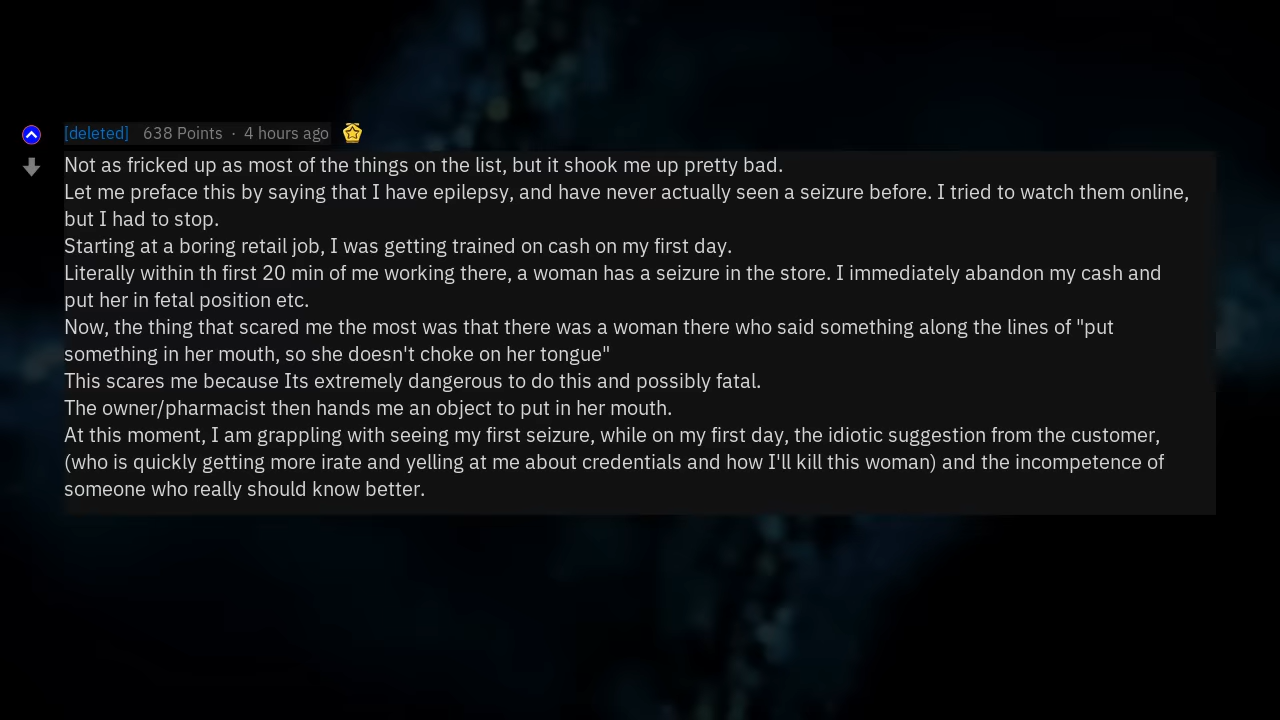 [deleted] 638 Points · 4 hours ago
Not as fricked up as most of the things on the list, but it shook me up pretty bad.
Let me preface this by saying that I have epilepsy, and have never actually seen a seizure before. I tried to watch them online,
but I had to stop.
Starting at a boring retail job, I was getting trained on cash on my first day.
Literally within th first 20 min of me working there, a woman has a seizure in the store. I immediately abandon my cash and
put her in fetal position etc.
Now, the thing that scared me the most was that there was a woman there who said something along the lines of "put
something in her mouth, so she doesn't choke on her tongue"
This scares me because Its extremely dangerous to do this and possibly fatal.
The owner/pharmacist then hands me an object to put in her mouth.
At this moment, I am grappling with seeing my first seizure, while on my first day, the idiotic suggestion from the customer,
(who is quickly getting more irate and yelling at me about credentials and how I'll kill this woman) and the incompetence of
someone who really should know better.